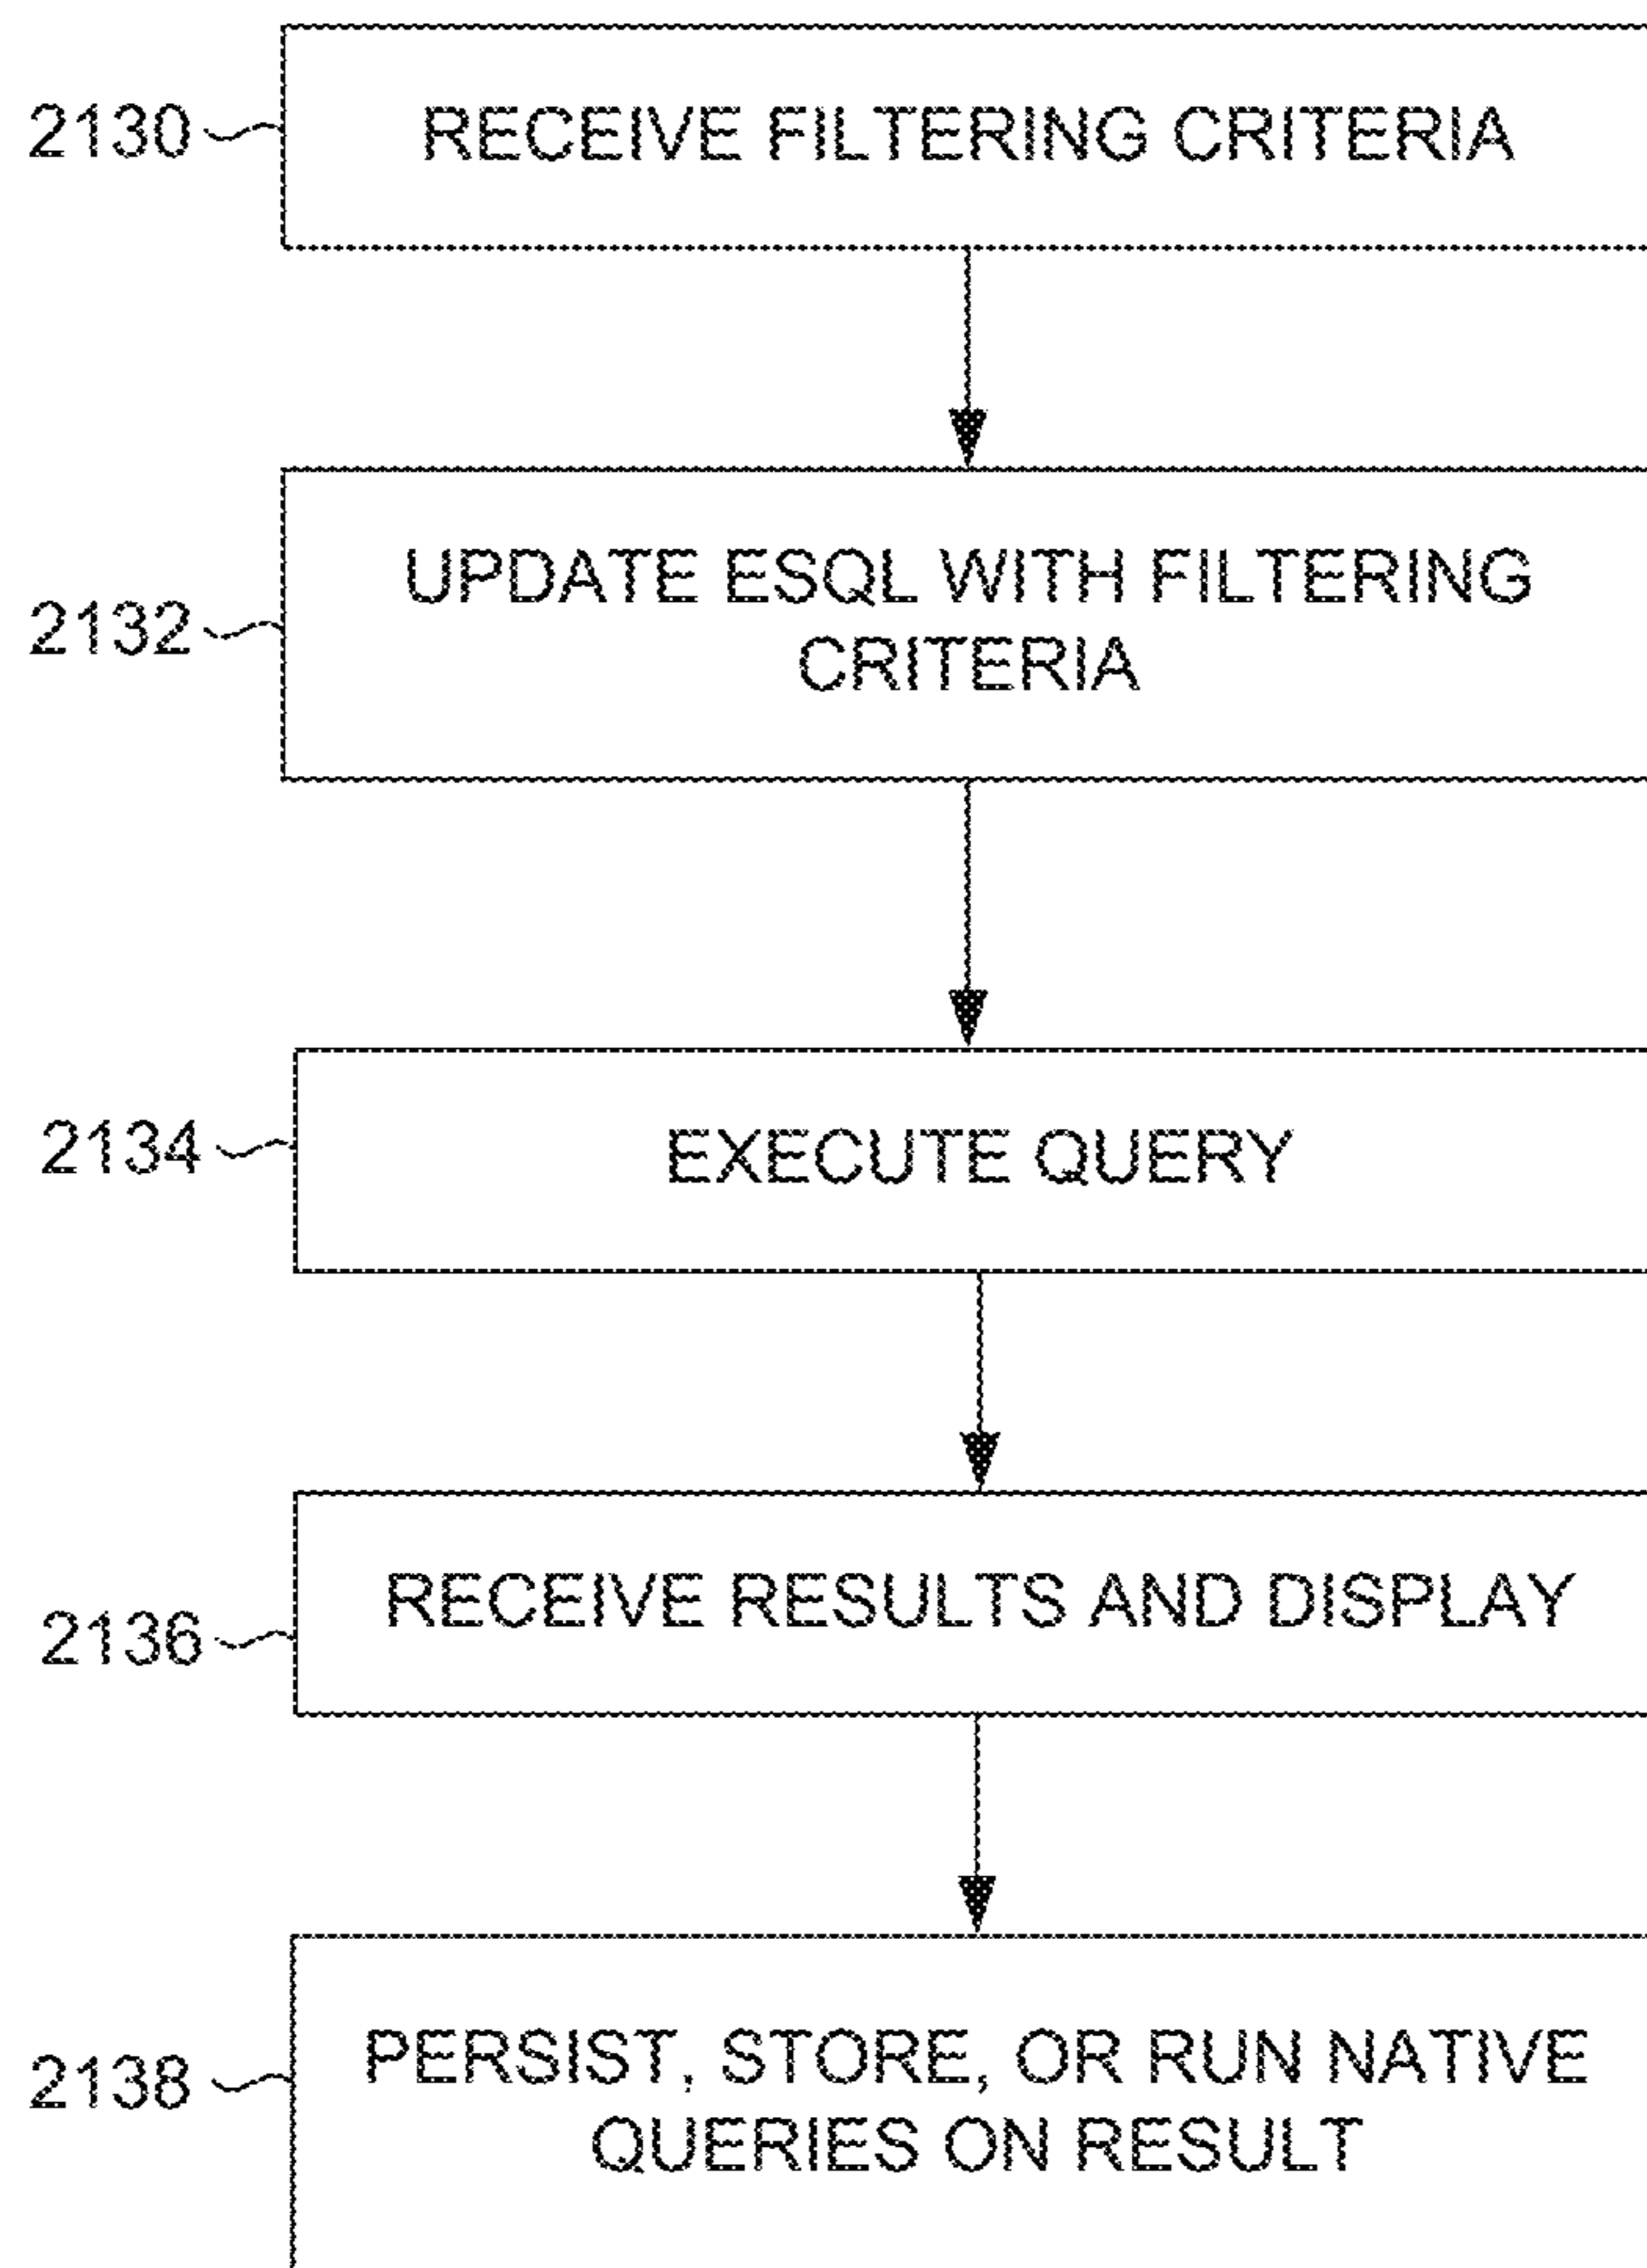 2130
RECEIVE FILTERING CRITERIA
2132
UPDATE ESQL WITH FILTERING
CRITERIA
2134
EXECUTE QUERY
2136
RECEIVE RESULTS AND DISPLAY
2138
PERSIST, STORE, OR RUN NATIVE
QUERIES ON RESULT